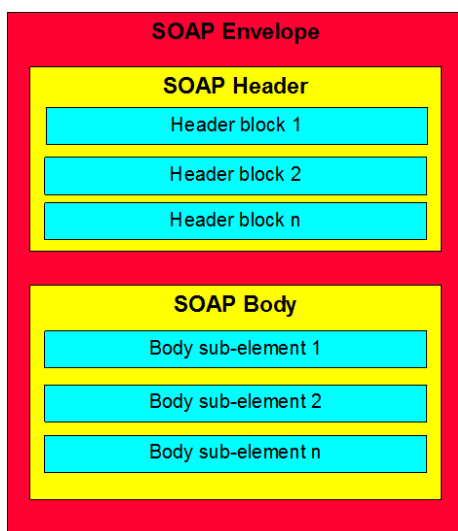 SOAP Envelope
SOAP Header
Header block 1
Header block 2
Header block n
SOAP Body
Body sub-element 1
Body sub-element 2
Body sub-element n